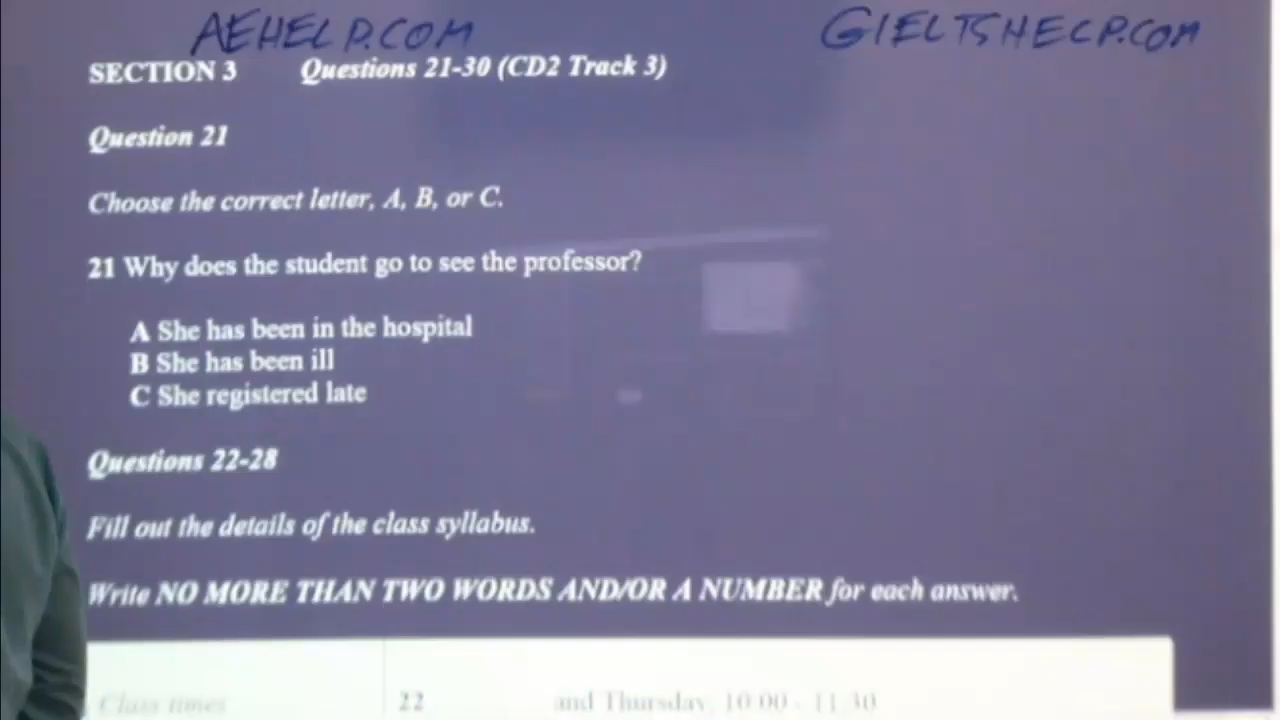 AEHELP.COM GIELTSHELP.COM
SECTION 3 Questions 21-30 (CD2 Track 3)
Question 21
Choose the correct letter, A, B, or C.
21 Why does the student go to see the professor?
A She has been in the hospital
B She has been ill
C She registered late
Questions 22-28
Fill out the details of the class syllabus.
Write NO MORE THAN TWO WORDS AND/OR A NUMBER for each answer.
Class times 22 and Thursday, 10:00 - 11:30